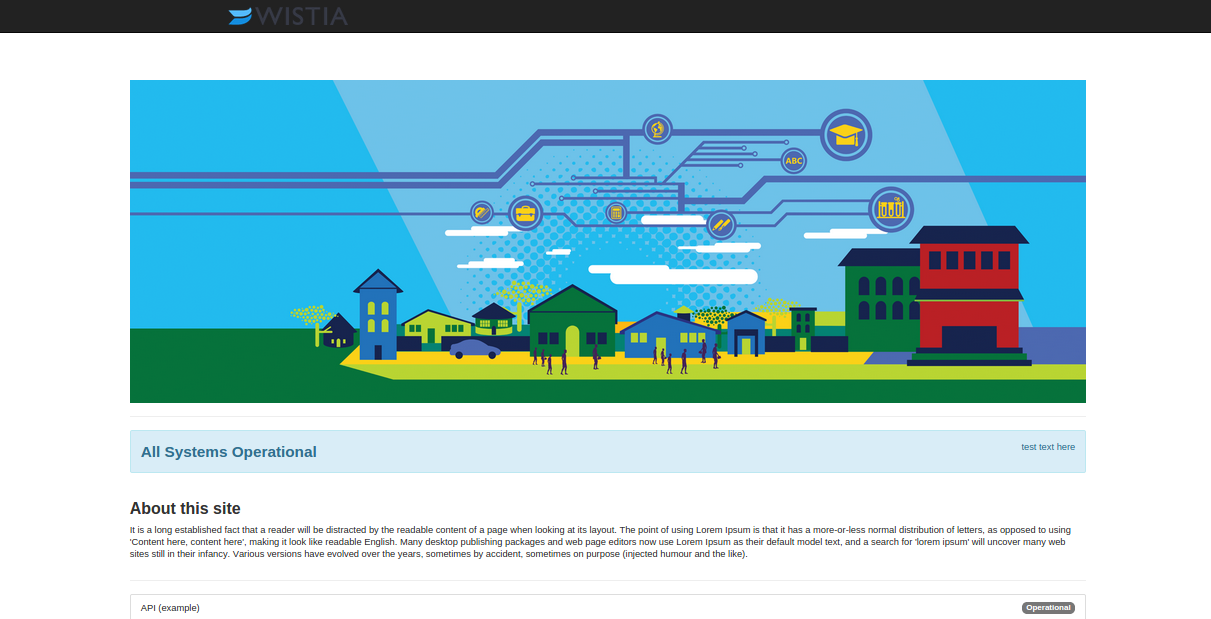 WISTIA
ABC
All Systems Operational
test text here
About this site
It is a long established fact that a reader will be distracted by the readable content of a page when looking at its layout. The point of using Lorem Ipsum is that it has a more-or-less normal distribution of letters, as opposed to using
'Content here, content here', making it look like readable English. Many desktop publishing packages and web page editors now use Lorem Ipsum as their default model text, and a search for 'lorem ipsum' will uncover many web
sites still in their infancy. Various versions have evolved over the years, sometimes by accident, sometimes on purpose (injected humour and the like).
API (example)
Operational